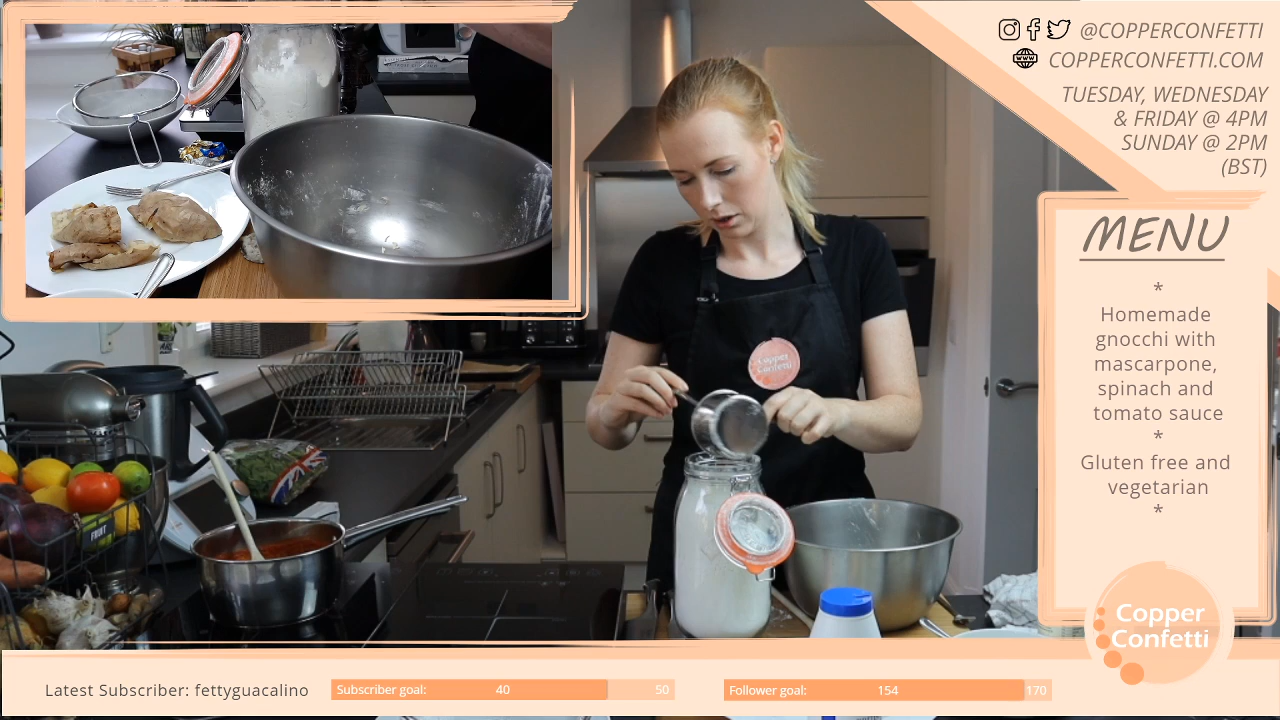 @COPPERCONFETTI
COPPERCONFETTI.COM
TUESDAY, WEDNESDAY
& FRIDAY @ 4PM
SUNDAY @ 2PM
(BST)
MENU
*
Homemade
gnocchi with
mascarpone,
spinach and
tomato sauce
*
Gluten free and
vegetarian
*
Copper
Confetti
FRUIT
Copper
Confetti
Latest Subscriber: fettyguacalino
Subscriber goal: 40 50
Follower goal: 154 170